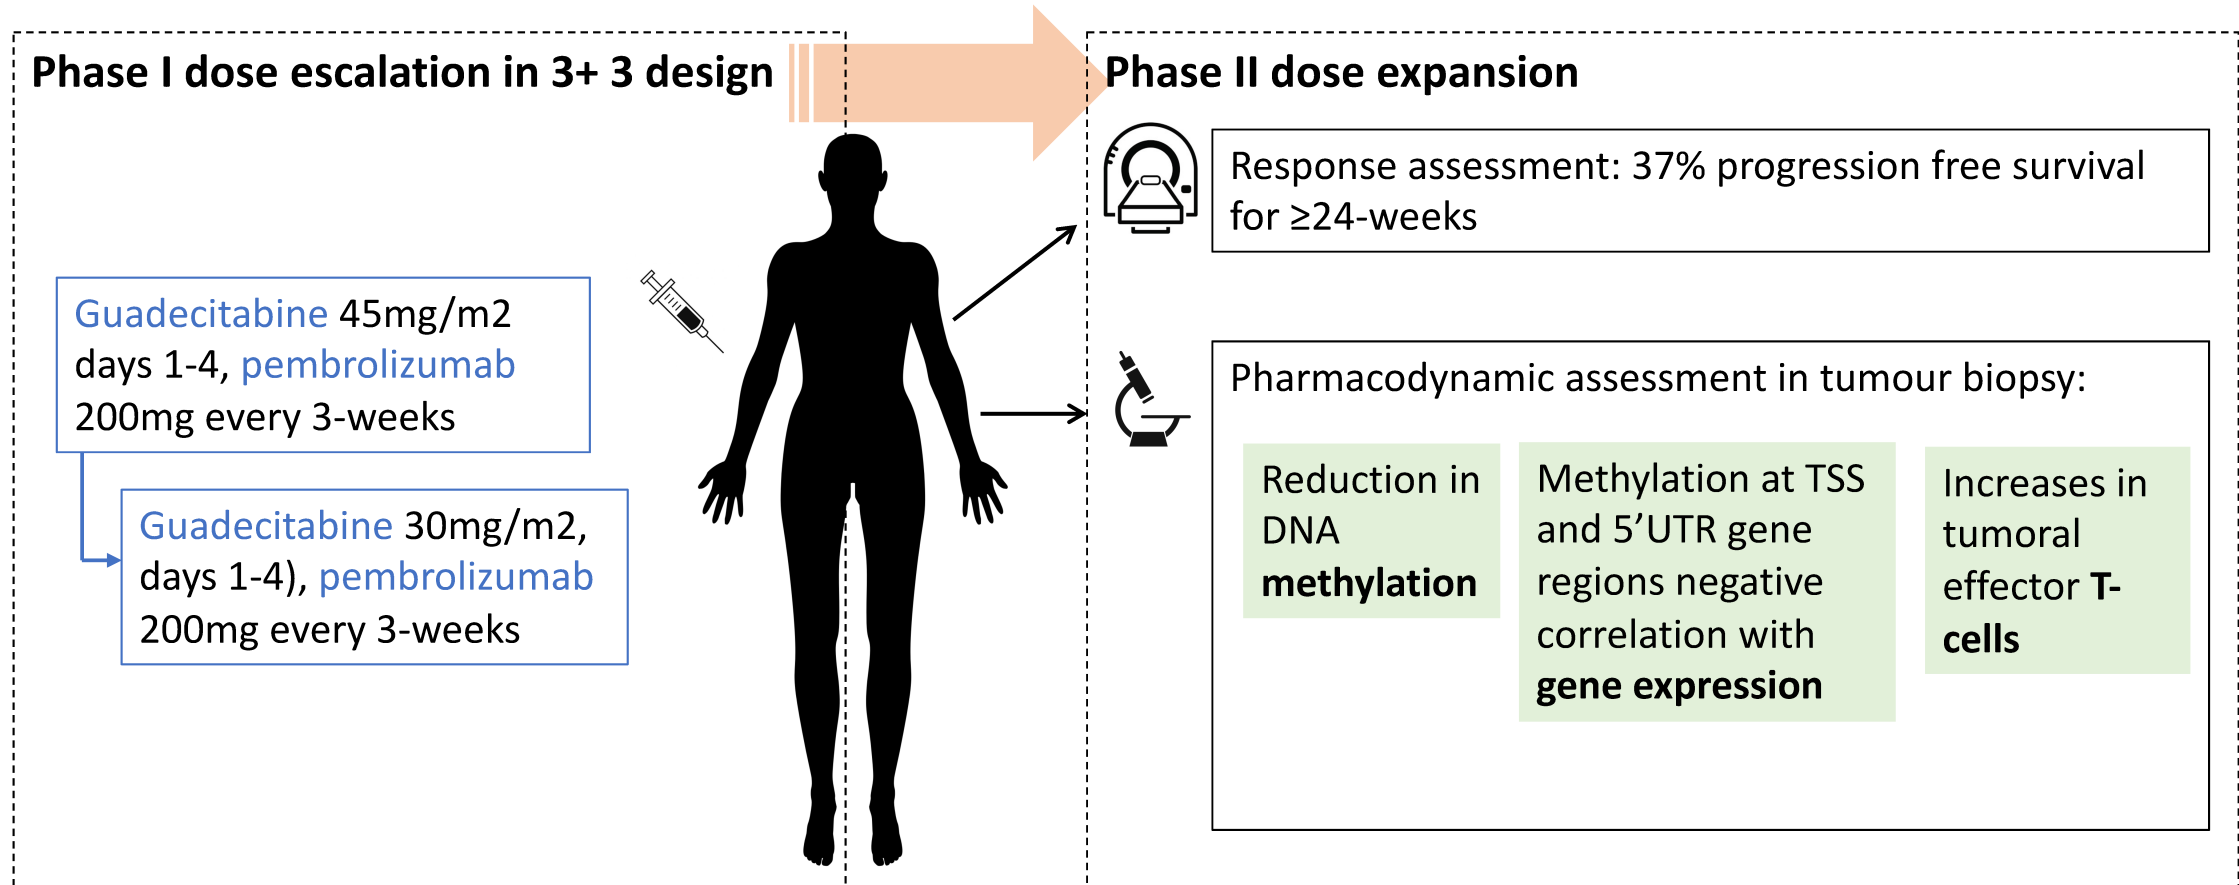 Phase I dose escalation in 3+ 3 design
Guadecitabine 45mg/m2
days 1-4, pembrolizumab
200mg every 3-weeks
Guadecitabine 30mg/m2,
days 1-4), pembrolizumab
200mg every 3-weeks
Phase II dose expansion
Response assessment: 37% progression free survival
for ≥24-weeks
Pharmacodynamic assessment in tumour biopsy:
Reduction in
DNA
methylation
Methylation at TSS
and 5’UTR gene
regions negative
correlation with
gene expression
Increases in
tumoral
effector T-
cells